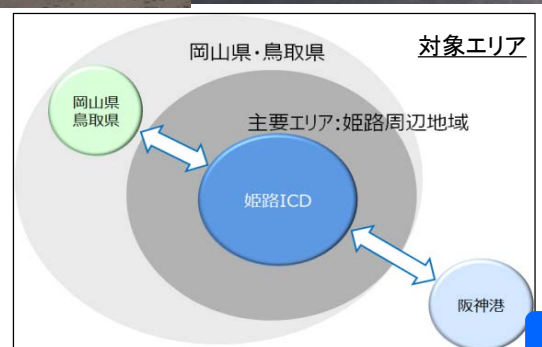 対象エリア
岡山県・鳥取県
岡山県
鳥取県
主要エリア:姫路周辺地域
姫路ICD
阪神港